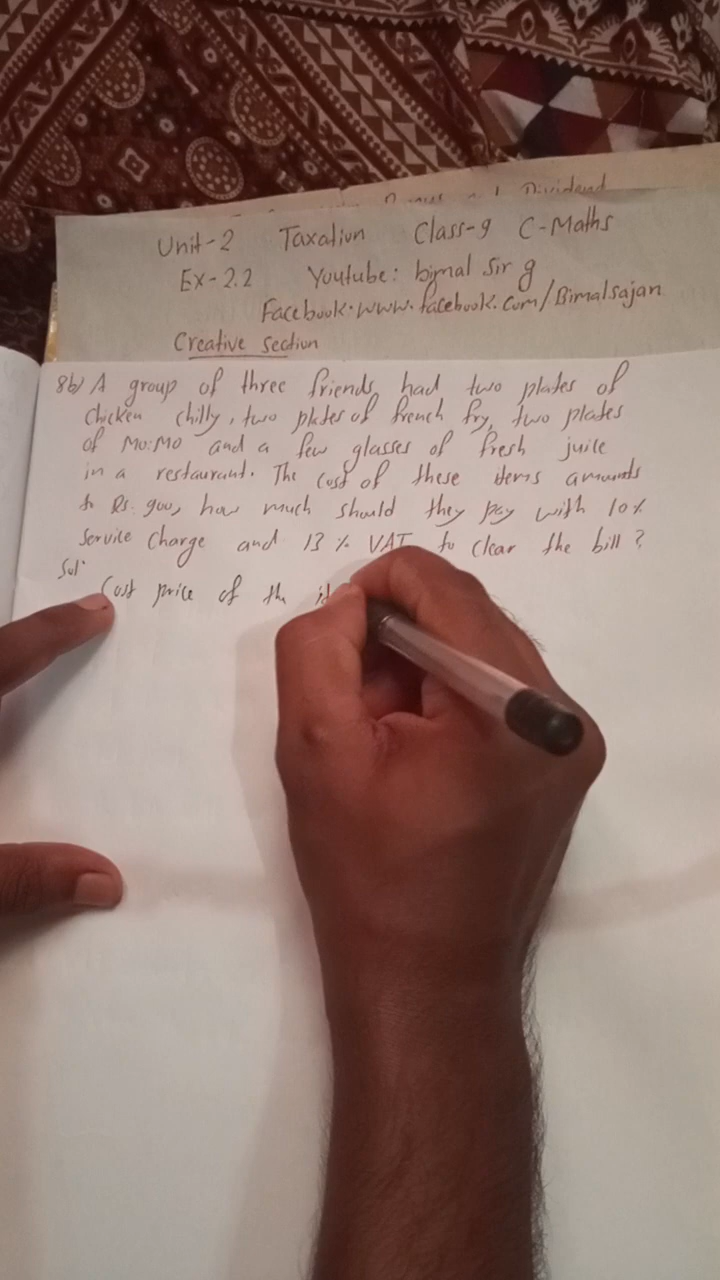 Dividend
Unit-2 Taxation Class-9 C-Maths
Ex-2.2 Youtube: bimal sir g
Facebook:www.facebook.com/Bimalsajan
Creative section
8b) A group of three friends had two plates of
chicken chilly, two plates of french fry, two plates
of Mo:Mo and a few glasses of fresh juice
in a restaurant. The cost of these items amounts
to Rs. 900, how much should they pay with 10%
service charge and 13% VAT to clear the bill?
Solⁿ
Cost price of the it